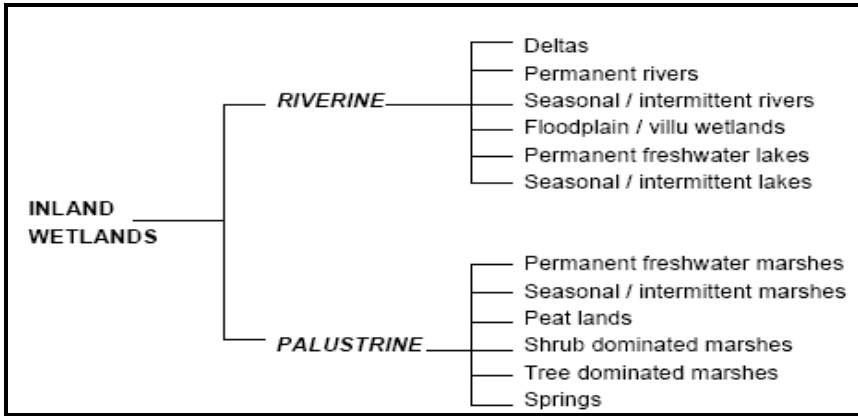 INLAND
WETLANDS
RIVERINE
Deltas
Permanent rivers
Seasonal / intermittent rivers
Floodplain / villu wetlands
Permanent freshwater lakes
Seasonal / intermittent lakes
PALUSTRINE
Permanent freshwater marshes
Seasonal / intermittent marshes
Peat lands
Shrub dominated marshes
Tree dominated marshes
Springs